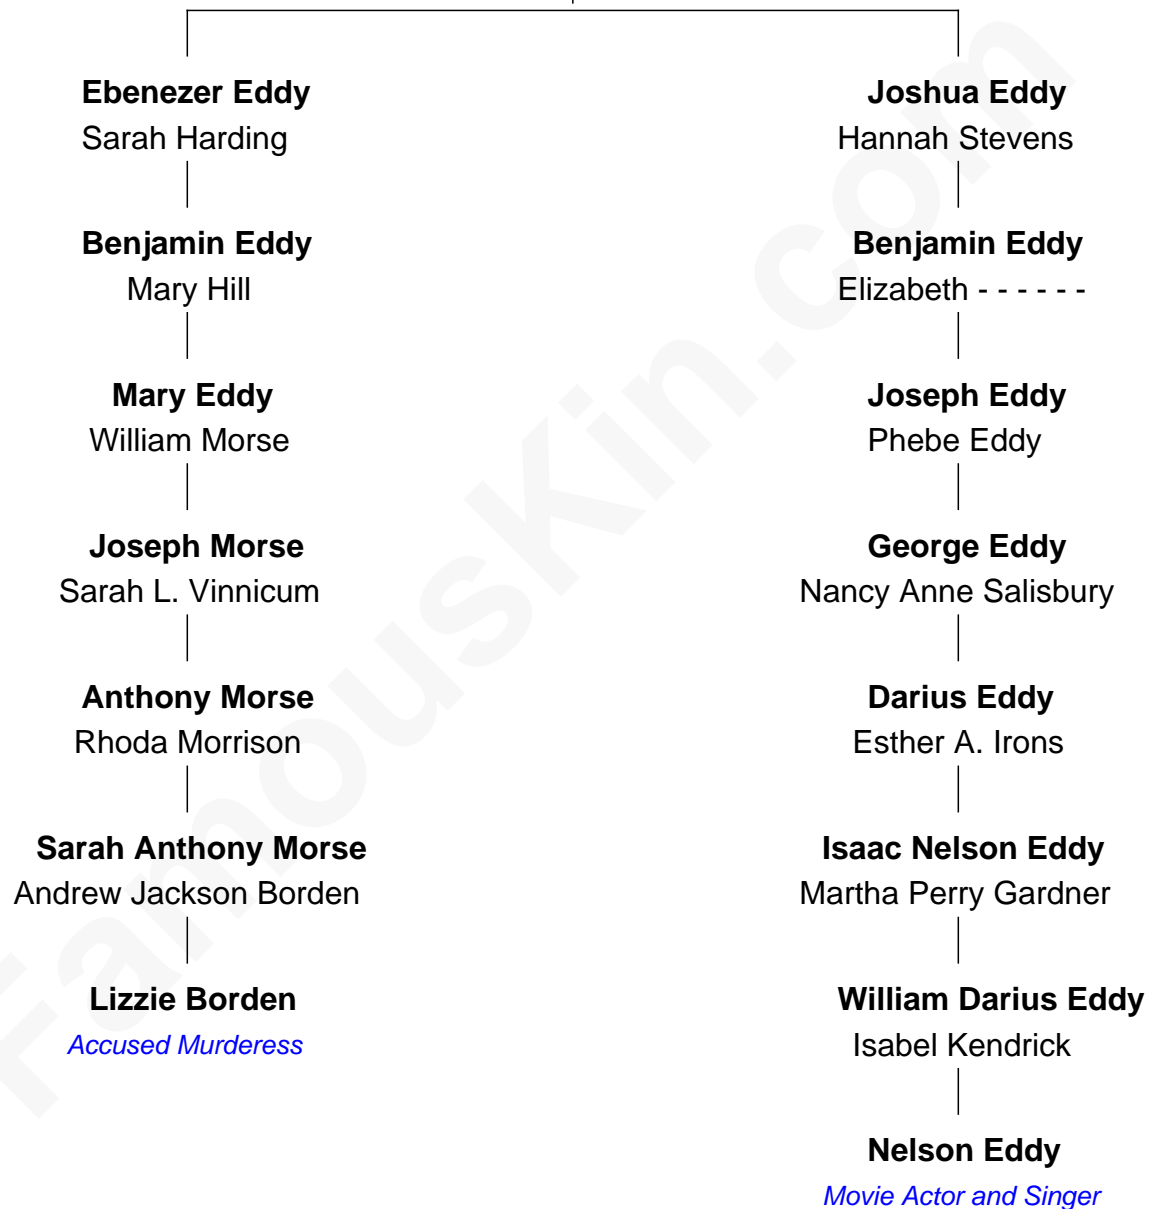 Ebenezer Eddy
Sarah Harding
Benjamin Eddy
Mary Hill
Mary Eddy
William Morse
Joseph Morse
Sarah L. Vinnicum
Anthony Morse
Rhoda Morrison
Sarah Anthony Morse
Andrew Jackson Borden
Lizzie Borden
Accused Murderess
Joshua Eddy
Hannah Stevens
Benjamin Eddy
Elizabeth - - - - - -
Joseph Eddy
Phebe Eddy
George Eddy
Nancy Anne Salisbury
Darius Eddy
Esther A. Irons
Isaac Nelson Eddy
Martha Perry Gardner
William Darius Eddy
Isabel Kendrick
Nelson Eddy
Movie Actor and Singer
FamousKin.com